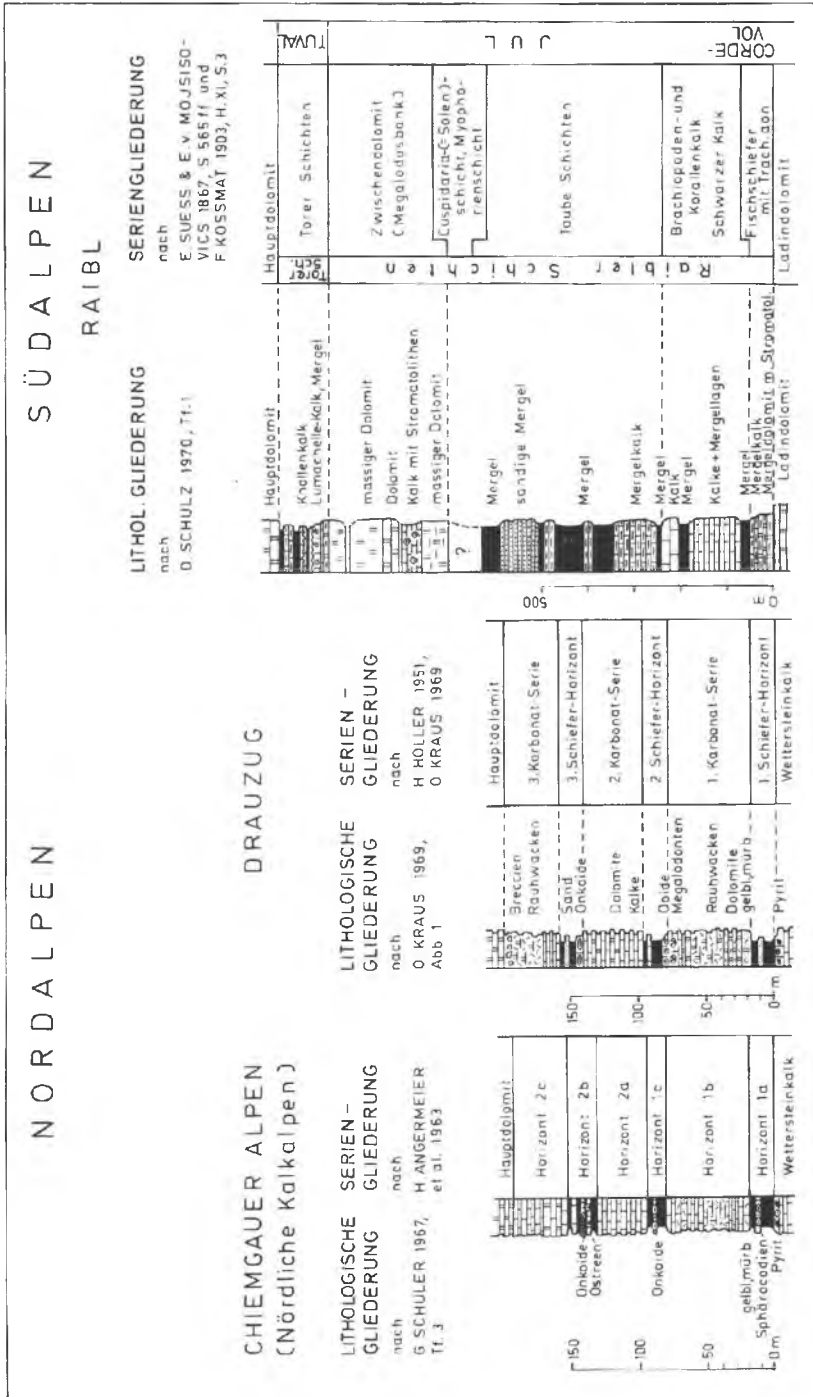 NORDALPEN
SÜDALPEN
CHIEMGAUER ALPEN
(Nördliche Kalkalpen)
LITHOLOGISCHE
GLIEDERUNG
nach
G SCHULER 1967,
Tf. 3
SERIEN-
GLIEDERUNG
nach
H ANGERMEIER
et al. 1963
150
100
50
0m
Onkoide
Ostreen
Onkoide
gelbl,mürb
Sphärocodien
Pyrit
Hauptdolomit
Horizont 2c
Horizont 2b
Horizont 2a
Horizont 1c
Horizont 1b
Horizont 1a
Wettersteinkalk
DRAUZUG
LITHOLOGISCHE
GLIEDERUNG
nach
O KRAUS 1969,
Abb 1
SERIEN -
GLIEDERUNG
nach
H HOLLER 1951,
O KRAUS 1969
150
100
50
0 m
Breccien
Rauhwacken
Sand
Onkoide
Dolomite
Kalke
Ooide
Megalodonten
Rauhwacken
Dolomite
gelbl,mürb
Pyrit
Hauptdolomit
3.Karbonat-Serie
3.Schiefer-Horizont
2.Karbonat-Serie
2 Schiefer-Horizont
1.Karbonat-Serie
1.Schiefer-Horizont
Wettersteinkalk
RAIBL
LITHOL. GLIEDERUNG
nach
O SCHULZ 1970, Tf.1
SERIENGLIEDERUNG
nach
E. SUESS & E. v. MOJSISO-
VICS 1867, S 565 ff und
F KOSSMAT 1903, H.XI, S.3
500
0 m
?
Hauptdolomit
Knollenkalk
Lumachelle-Kalk, Mergel
massiger Dolomit
Dolomit
Kalk mit Stromatolithen
massiger Dolomit
Mergel
sandige Mergel
Mergel
Mergelkalk
Mergel
Kalk
Mergel
Kalke + Mergellagen
Mergel
Mergelkalk
Mergeldolomit m Stromatol.
Ladindolomit
Torer
Sch.
Raibler Schichten
Hauptdolomit
Torer Schichten
Zwischendolomit
(Megalodusbank)
Cuspidaria-(=Solen)-
schicht, Myopho-
rienschicht
Taube Schichten
Brachiopoden-und
Korallenkalk
Schwarzer Kalk
Fischschiefer
mit Trach. aon
Ladindolomit
TUVAL
JUL
CORDE-
VOL